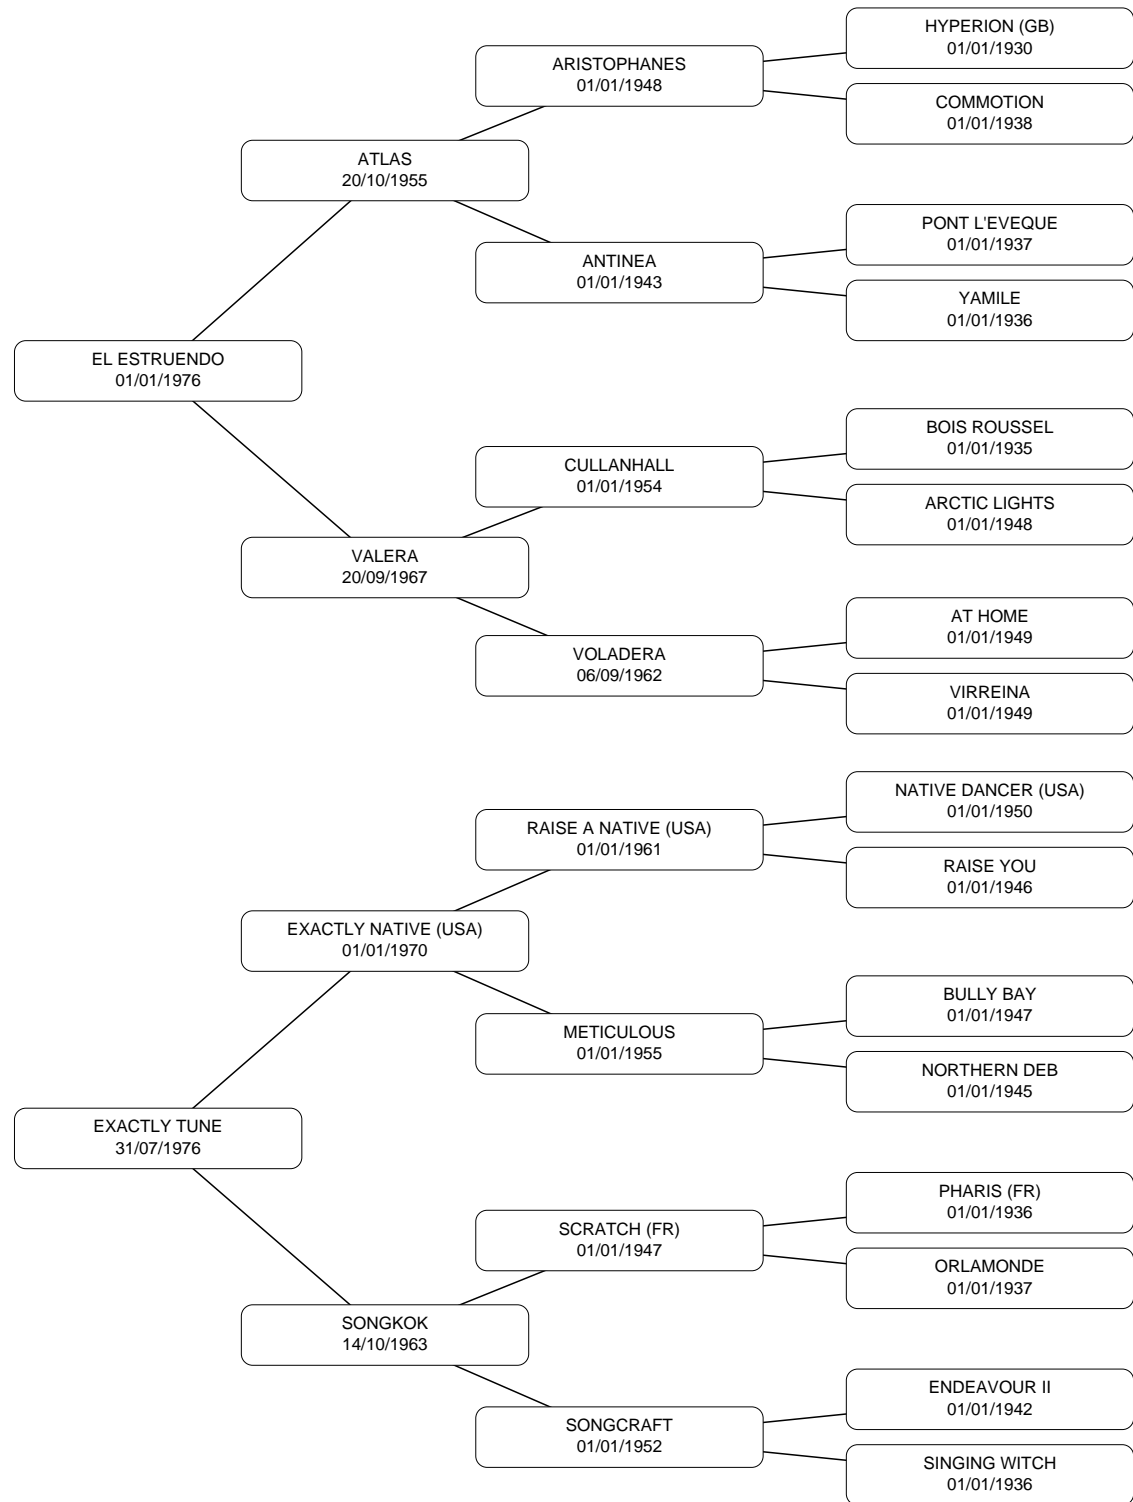 HYPERION (GB)
01/01/1930
ARISTOPHANES
01/01/1948
COMMOTION
01/01/1938
ATLAS
20/10/1955
PONT L'EVEQUE
01/01/1937
ANTINEA
01/01/1943
YAMILE
01/01/1936
EL ESTRUENDO
01/01/1976
BOIS ROUSSEL
01/01/1935
CULLANHALL
01/01/1954
ARCTIC LIGHTS
01/01/1948
VALERA
20/09/1967
AT HOME
01/01/1949
VOLADERA
06/09/1962
VIRREINA
01/01/1949
NATIVE DANCER (USA)
01/01/1950
RAISE A NATIVE (USA)
01/01/1961
RAISE YOU
01/01/1946
EXACTLY NATIVE (USA)
01/01/1970
BULLY BAY
01/01/1947
METICULOUS
01/01/1955
NORTHERN DEB
01/01/1945
EXACTLY TUNE
31/07/1976
PHARIS (FR)
01/01/1936
SCRATCH (FR)
01/01/1947
ORLAMONDE
01/01/1937
SONGKOK
14/10/1963
ENDEAVOUR II
01/01/1942
SONGCRAFT
01/01/1952
SINGING WITCH
01/01/1936